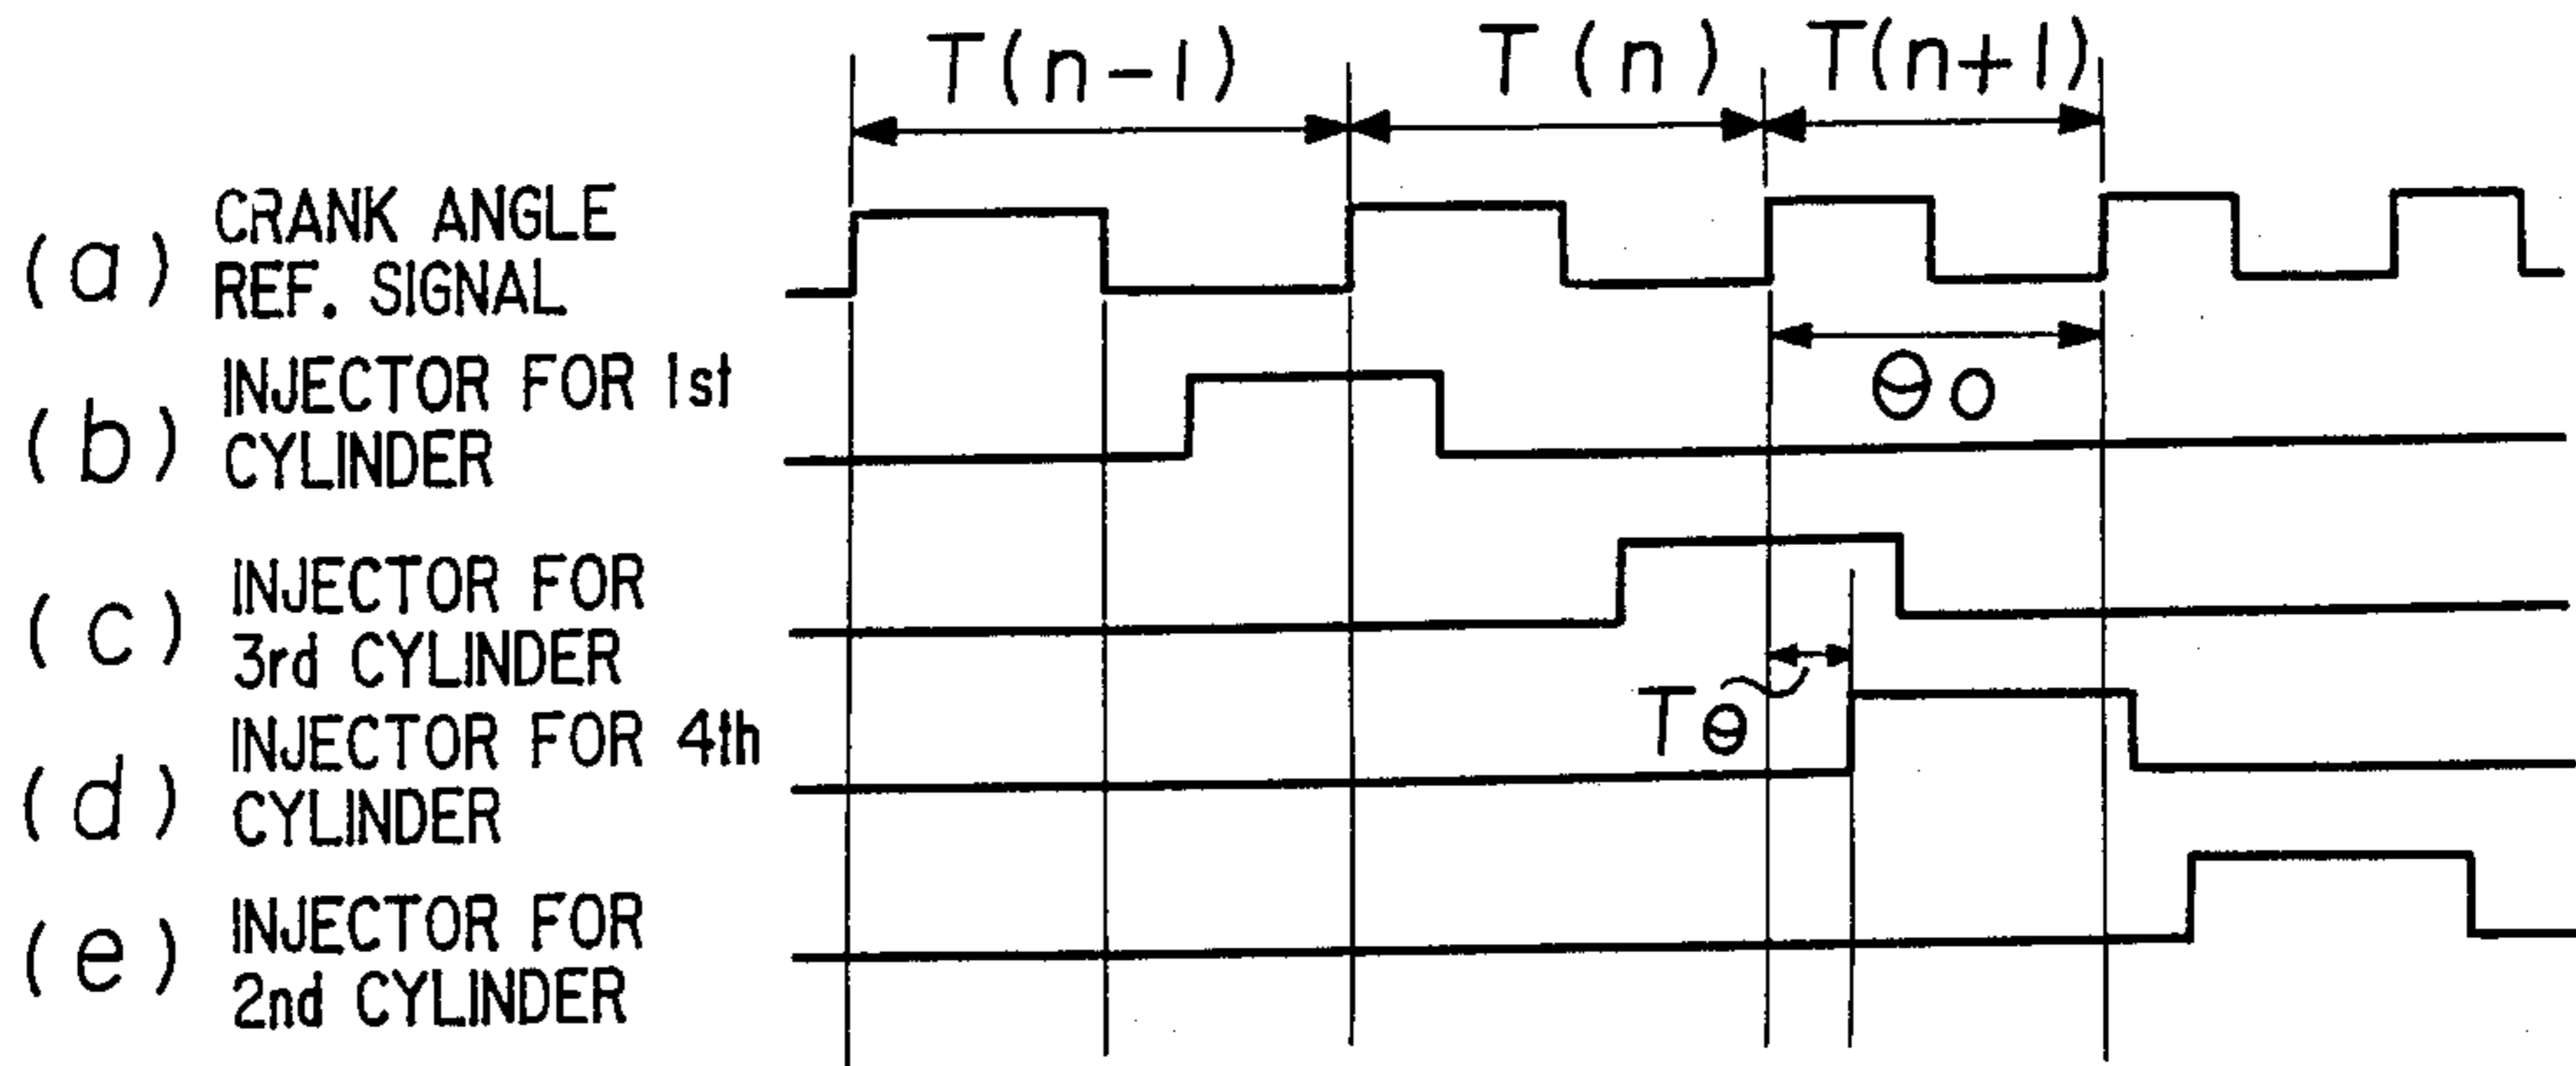 T(n-1) T(n) T(n+1)
(a) CRANK ANGLE
REF. SIGNAL
θ0
(b) INJECTOR FOR 1st
CYLINDER
(c) INJECTOR FOR
3rd CYLINDER
Tθ
(d) INJECTOR FOR 4th
CYLINDER
(e) INJECTOR FOR
2nd CYLINDER